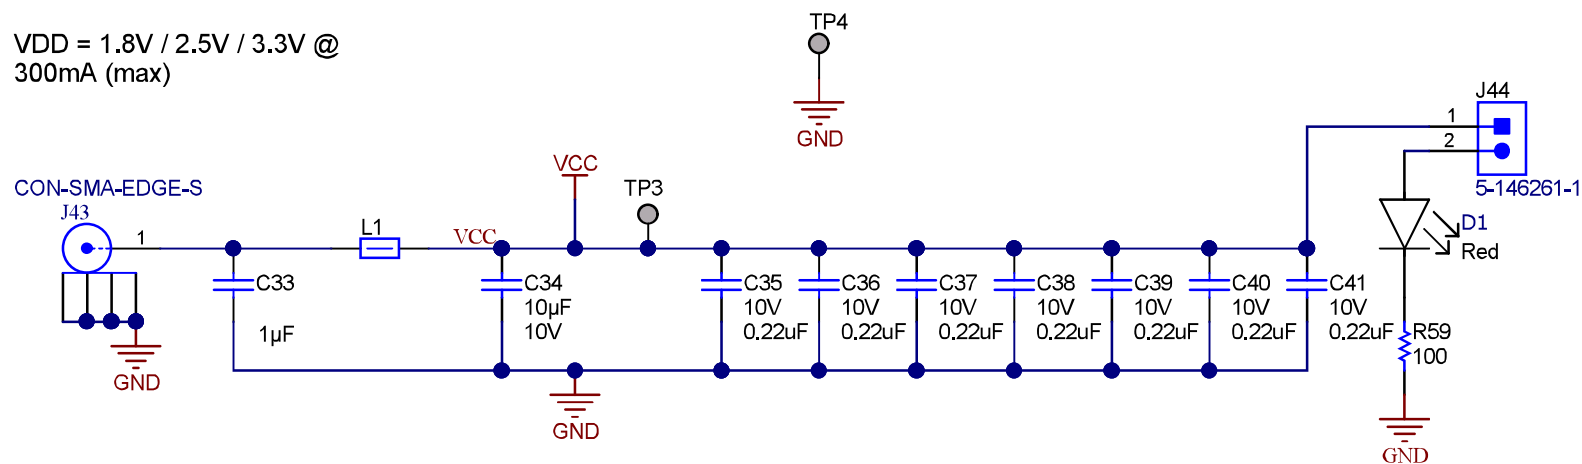 TP4
VDD = 1.8V / 2.5V / 3.3V @
300mA (max)
GND
J44
1
2
5-146261-1
VCC
TP3
CON-SMA-EDGE-S
J43
1
L1
VCC
D1
Red
C33
1µF
C34
10µF
10V
C35
10V
0.22uF
C36
10V
0.22uF
C37
10V
0.22uF
C38
10V
0.22uF
C39
10V
0.22uF
C40
10V
0.22uF
C41
10V
0.22uF
R59
100
GND
GND
GND